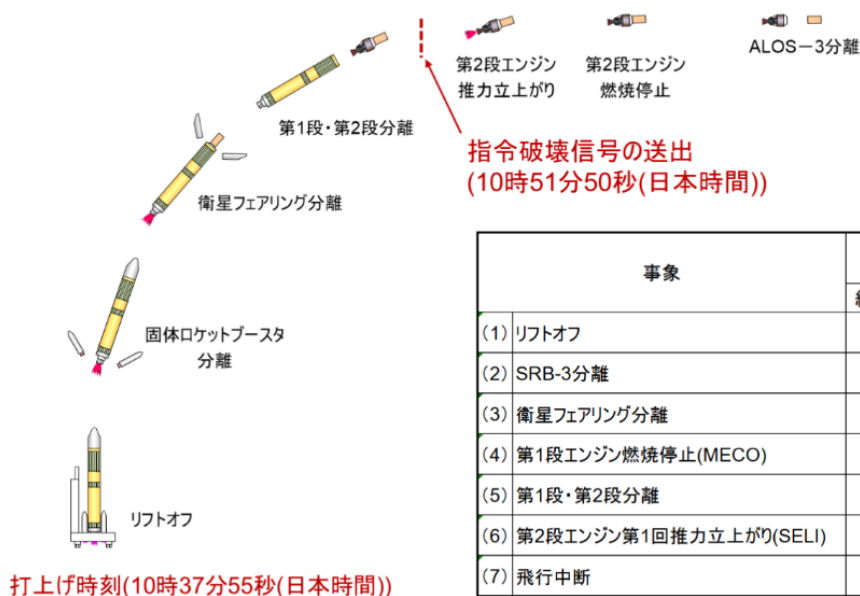 第2段エンジン
推力立上がり
第2段エンジン
燃焼停止
ALOS－3分離
第1段・第2段分離
指令破壊信号の送出
(10時51分50秒(日本時間))
衛星フェアリング分離
固体ロケットブースタ
分離
リフトオフ
打上げ時刻(10時37分55秒(日本時間))
事象
(1) リフトオフ
(2) SRB-3分離
(3) 衛星フェアリング分離
(4) 第1段エンジン燃焼停止(MECO)
(5) 第1段・第2段分離
(6) 第2段エンジン第1回推力立上がり(SELI)
(7) 飛行中断